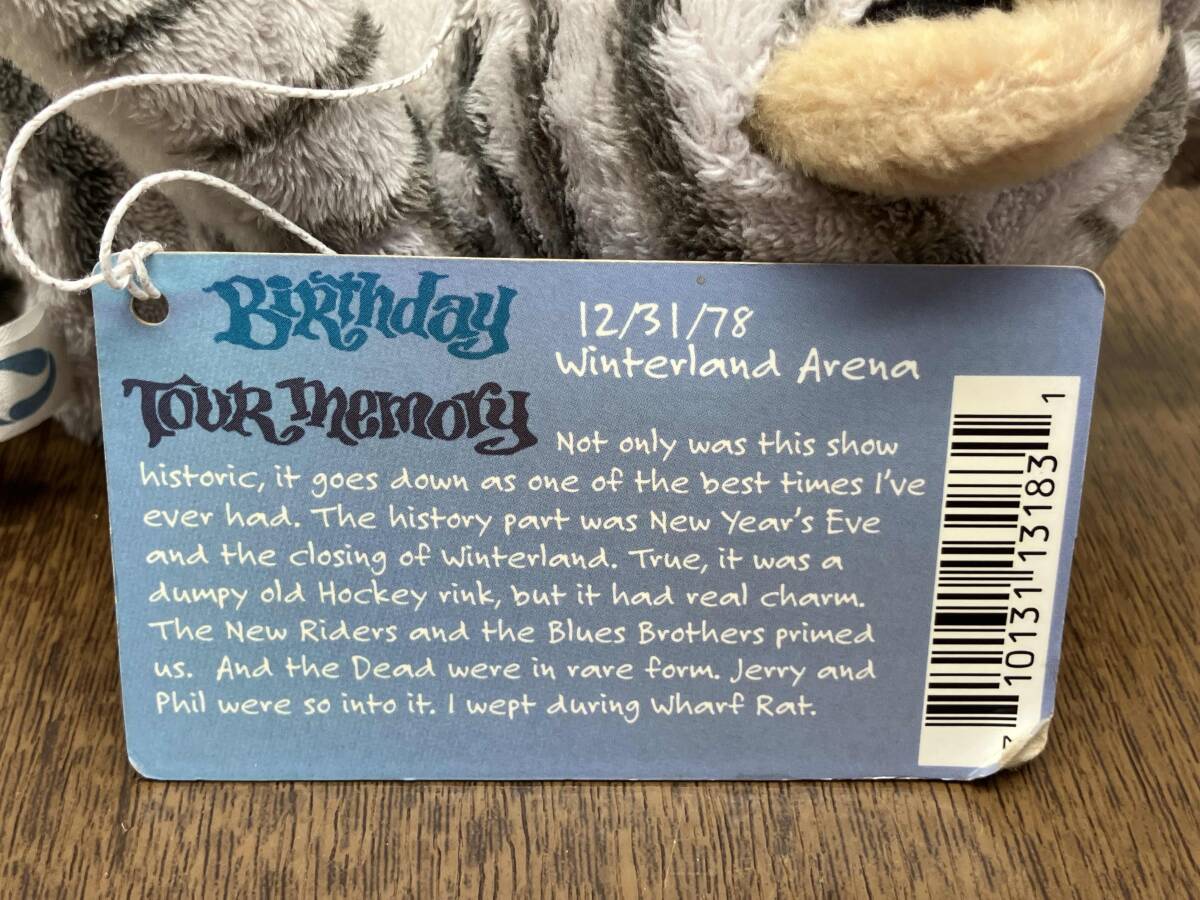 Birthday
12/31/78
Winterland Arena
Tour Memory
Not only was this show
historic, it goes down as one of the best times I've
ever had. The history part was New Year's Eve
and the closing of Winterland. True, it was a
dumpy old Hockey rink, but it had real charm.
The New Riders and the Blues Brothers primed
us. And the Dead were in rare form. Jerry and
Phil were so into it. I wept during Wharf Rat.
7 10131 13183 1